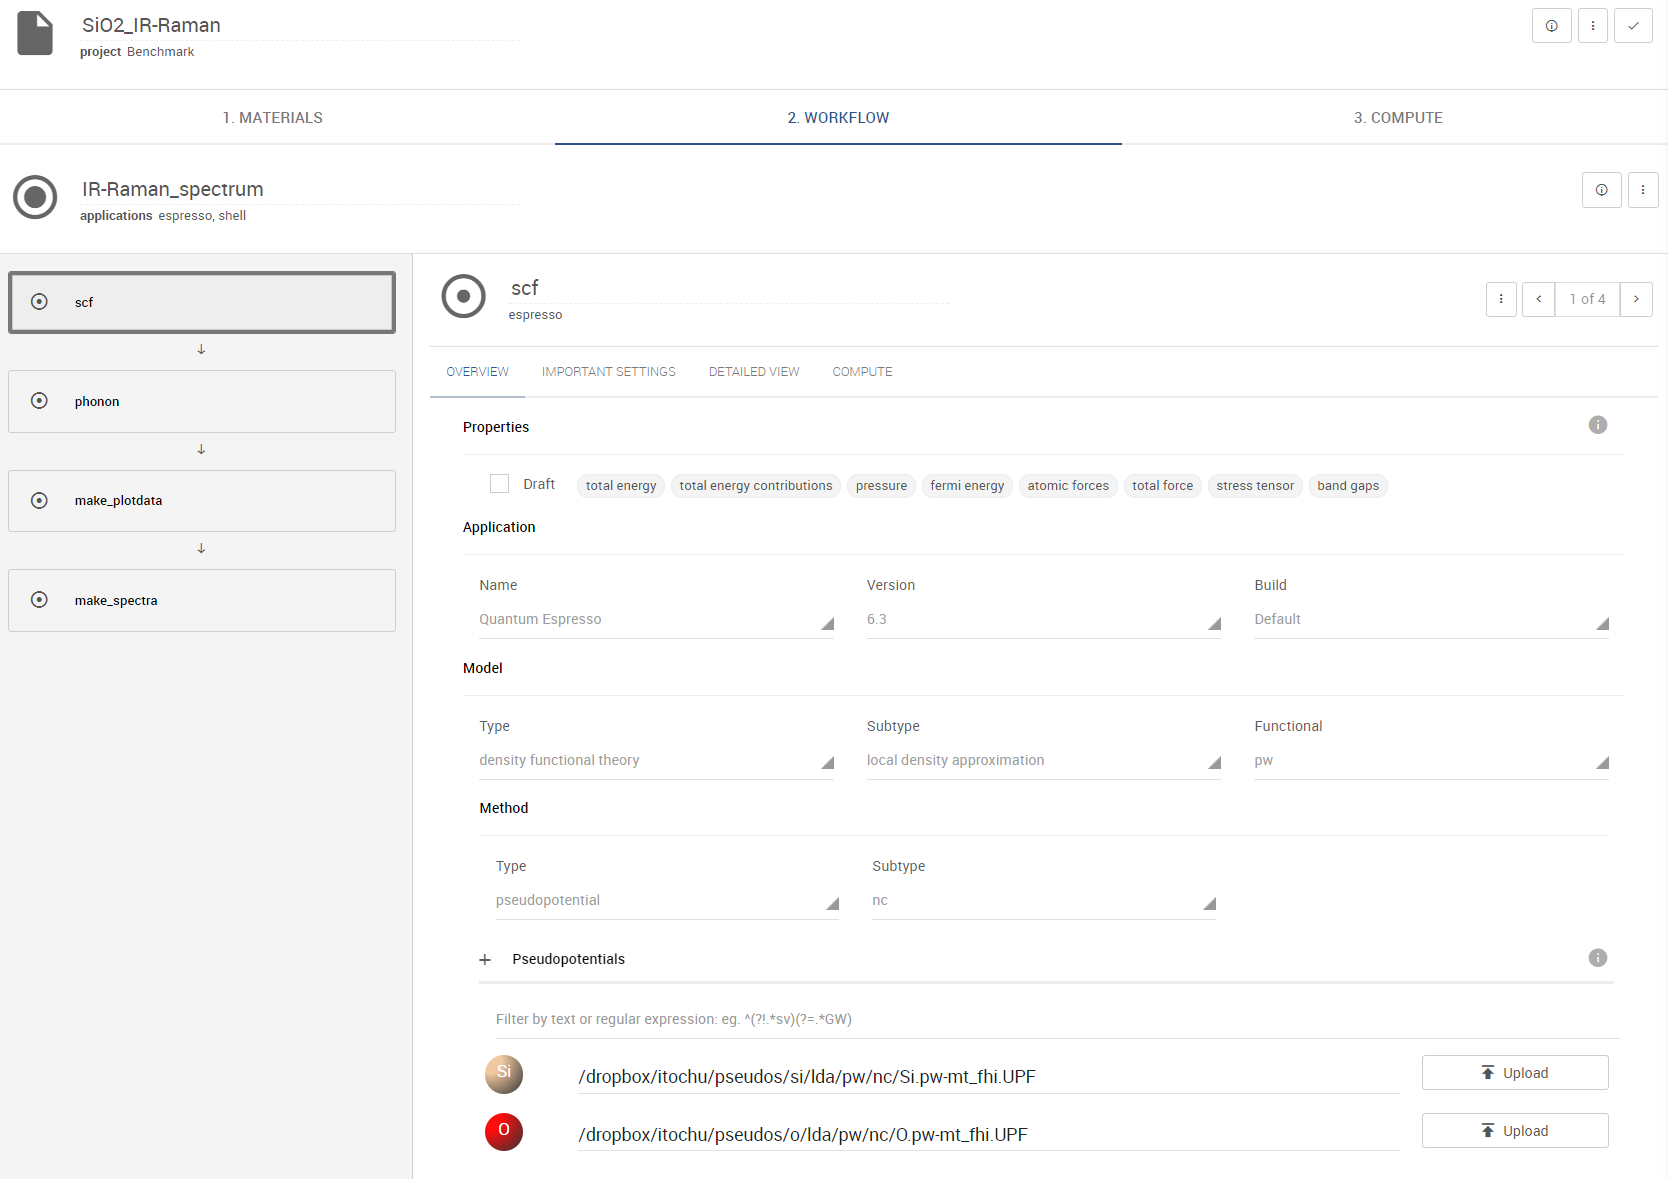 SiO2_IR-Raman
project Benchmark
1. MATERIALS 2. WORKFLOW 3. COMPUTE
IR-Raman_spectrum
applications espresso, shell
scf
phonon
make_plotdata
make_spectra
scf
espresso
1 of 4
OVERVIEW IMPORTANT SETTINGS DETAILED VIEW COMPUTE
Properties
Draft total energy total energy contributions pressure fermi energy atomic forces total force stress tensor band gaps
Application
Name Version Build
Quantum Espresso 6.3 Default
Model
Type Subtype Functional
density functional theory local density approximation pw
Method
Type Subtype
pseudopotential nc
+ Pseudopotentials
Filter by text or regular expression: eg. ^(?!.*sv)(?=.*GW)
Si /dropbox/itochu/pseudos/si/lda/pw/nc/Si.pw-mt_fhi.UPF Upload
O /dropbox/itochu/pseudos/o/lda/pw/nc/O.pw-mt_fhi.UPF Upload